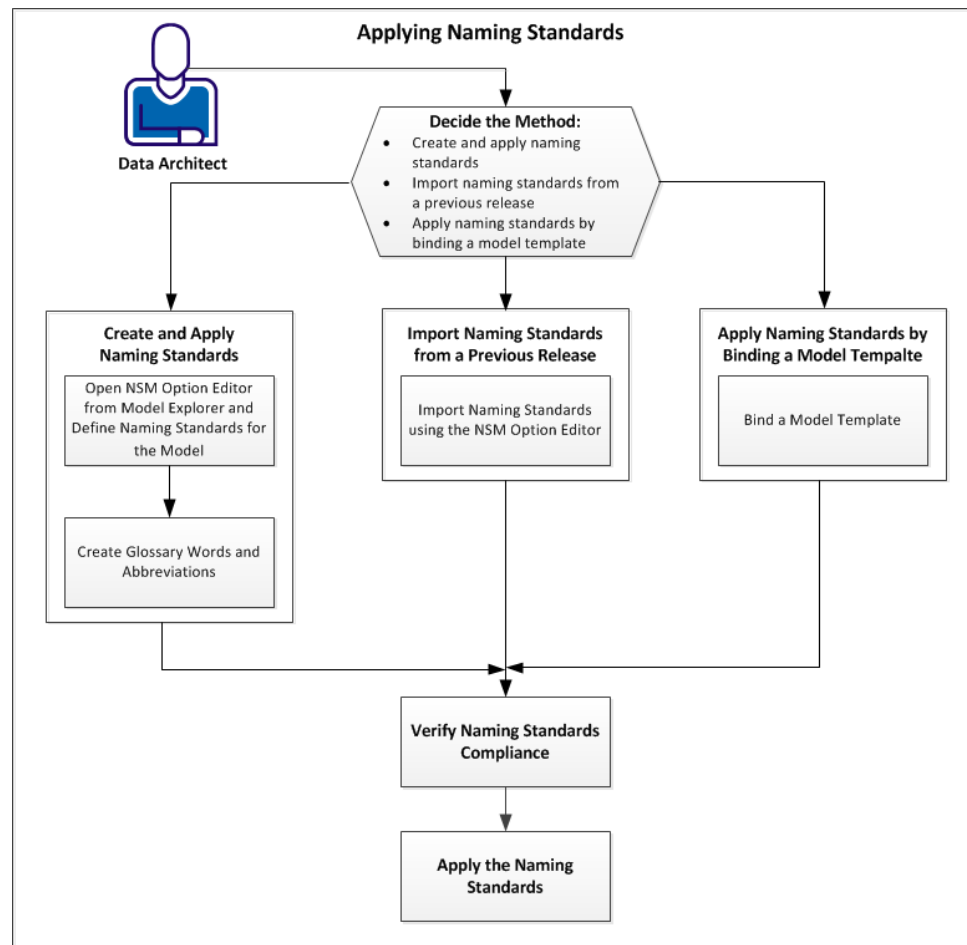 Applying Naming Standards
Data Architect
Decide the Method:
• Create and apply naming
standards
• Import naming standards from
a previous release
• Apply naming standards by
binding a model template
Create and Apply
Naming Standards
Open NSM Option Editor
from Model Explorer and
Define Naming Standards for
the Model
Create Glossary Words and
Abbreviations
Import Naming Standards
from a Previous Release
Import Naming Standards
using the NSM Option Editor
Apply Naming Standards by
Binding a Model Tempalte
Bind a Model Template
Verify Naming Standards
Compliance
Apply the Naming
Standards